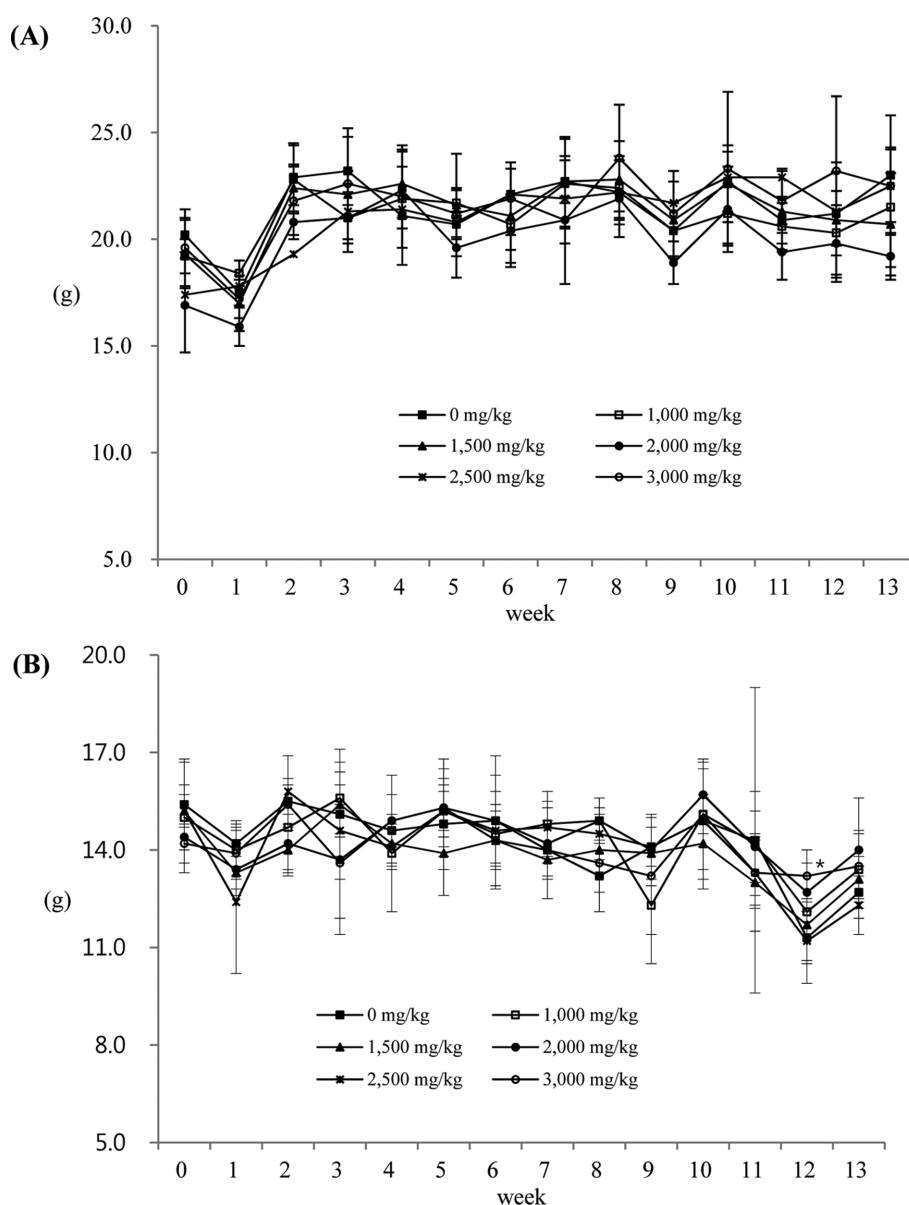 (A)
30.0
25.0
20.0
15.0
10.0
5.0
(g)
0 mg/kg 1,000 mg/kg
1,500 mg/kg 2,000 mg/kg
2,500 mg/kg 3,000 mg/kg
0 1 2 3 4 5 6 7 8 9 10 11 12 13
week
(B)
20.0
17.0
14.0
11.0
8.0
5.0
(g)
*
0 mg/kg 1,000 mg/kg
1,500 mg/kg 2,000 mg/kg
2,500 mg/kg 3,000 mg/kg
0 1 2 3 4 5 6 7 8 9 10 11 12 13
week